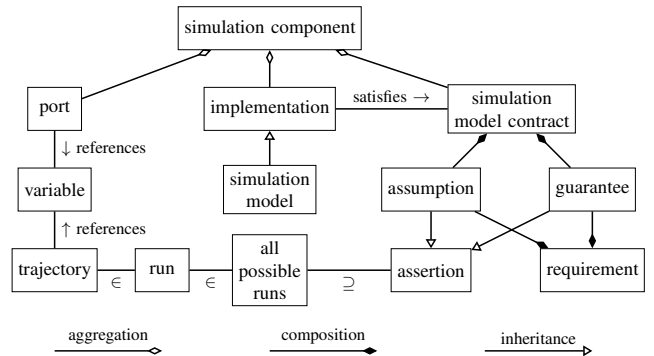 simulation component
port
implementation
satisfies →
simulation
model contract
↓ references
variable
simulation
model
assumption
guarantee
↑ references
trajectory
∈
run
∈
all
possible
runs
⊇
assertion
requirement
aggregation
composition
inheritance